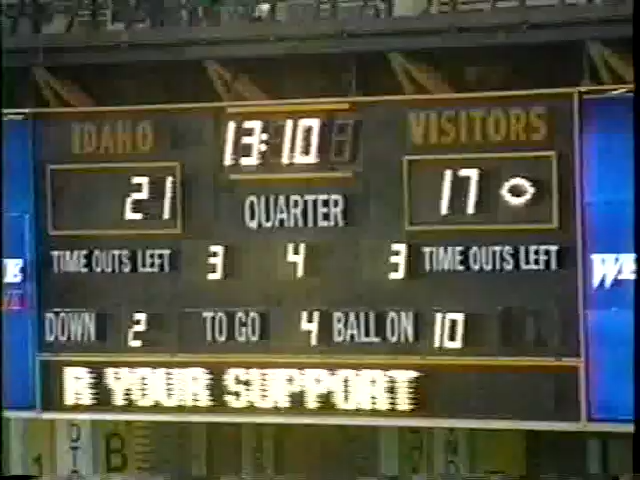 IDAHO 13:10 VISITORS
21 QUARTER 17
TIME OUTS LEFT 3 4 3 TIME OUTS LEFT
DOWN 2 TO GO 4 BALL ON 10
R YOUR SUPPORT